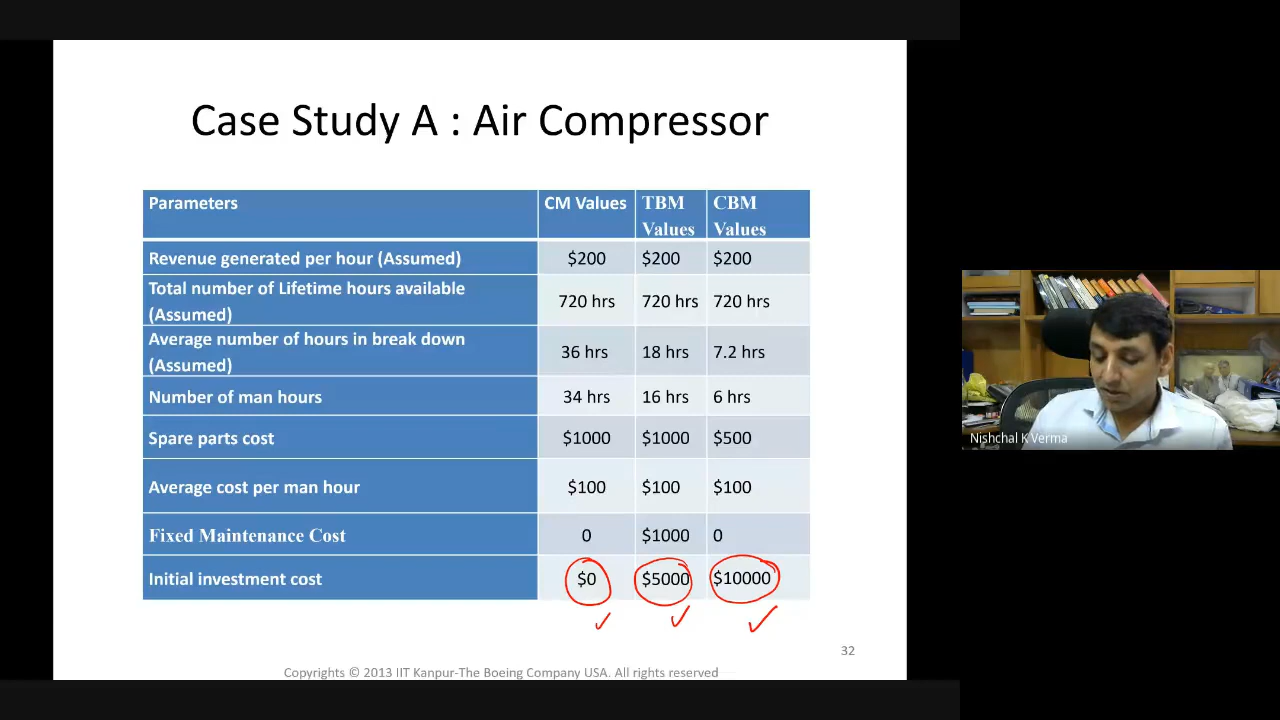 Case Study A : Air Compressor
Parameters CM Values TBM Values CBM Values
Revenue generated per hour (Assumed) $200 $200 $200
Total number of Lifetime hours available (Assumed) 720 hrs 720 hrs 720 hrs
Average number of hours in break down (Assumed) 36 hrs 18 hrs 7.2 hrs
Number of man hours 34 hrs 16 hrs 6 hrs
Spare parts cost $1000 $1000 $500
Average cost per man hour $100 $100 $100
Fixed Maintenance Cost 0 $1000 0
Initial investment cost $0 $5000 $10000
32
Copyrights © 2013 IIT Kanpur-The Boeing Company USA. All rights reserved
Nishchal K Verma